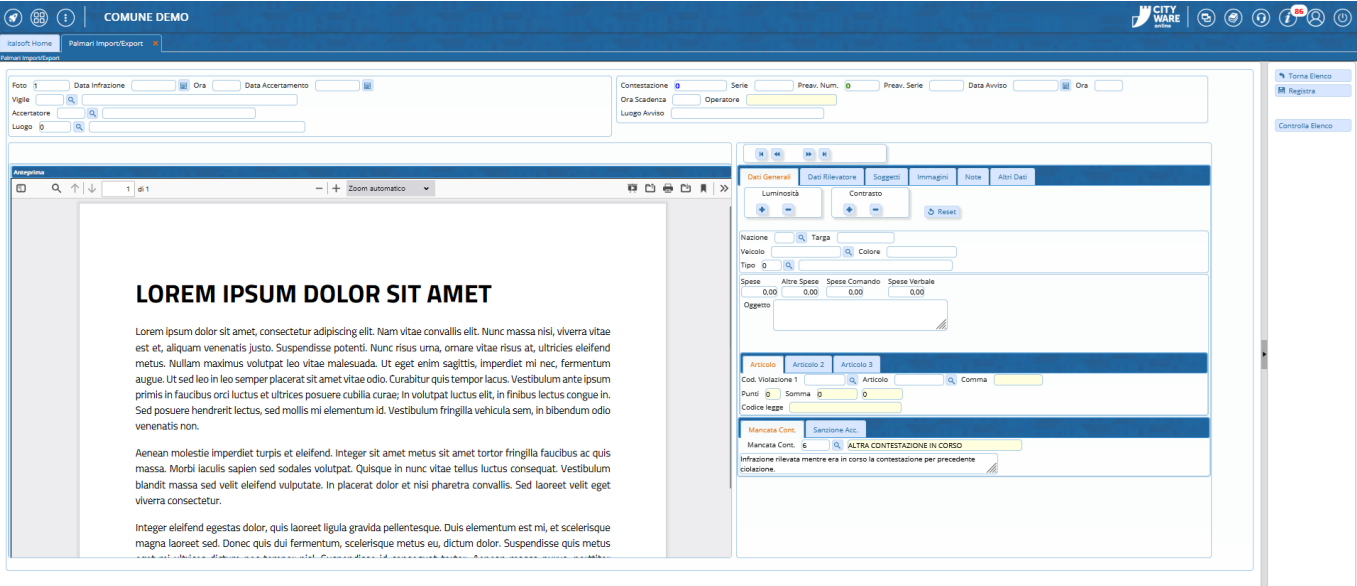 COMUNE DEMO
CITY WARE online
86
Italsoft Home
Palmari Import/Export ×
Palmari Import/Export
Foto 1 Data Infrazione Ora Data Accertamento
Vigile
Accertatore
Luogo 0
Contestazione 0 Serie Preav. Num. 0 Preav. Serie Data Avviso Ora
Ora Scadenza Operatore
Luogo Avviso
Torna Elenco
Registra
Controlla Elenco
Anteprima
1 di 1
Zoom automatico
LOREM IPSUM DOLOR SIT AMET
Lorem ipsum dolor sit amet, consectetur adipiscing elit. Nam vitae convallis elit. Nunc massa nisi, viverra vitae
est et, aliquam venenatis justo. Suspendisse potenti. Nunc risus urna, ornare vitae risus at, ultricies eleifend
metus. Nullam maximus volutpat leo vitae malesuada. Ut eget enim sagittis, imperdiet mi nec, fermentum
augue. Ut sed leo in leo semper placerat sit amet vitae odio. Curabitur quis tempor lacus. Vestibulum ante ipsum
primis in faucibus orci luctus et ultrices posuere cubilia curae; In volutpat luctus elit, in finibus lectus congue in.
Sed posuere hendrerit lectus, sed mollis mi elementum id. Vestibulum fringilla vehicula sem, in bibendum odio
venenatis non.
Aenean molestie imperdiet turpis et eleifend. Integer sit amet metus sit amet tortor fringilla faucibus ac quis
massa. Morbi iaculis sapien sed sodales volutpat. Quisque in nunc vitae tellus luctus consequat. Vestibulum
blandit massa sed velit eleifend vulputate. In placerat dolor et nisi pharetra convallis. Sed laoreet velit eget
viverra consectetur.
Integer eleifend egestas dolor, quis laoreet ligula gravida pellentesque. Duis elementum est mi, et scelerisque
magna laoreet sed. Donec quis dui fermentum, scelerisque metus eu, dictum dolor. Suspendisse quis metus
Dati Generali
Dati Rilevatore
Soggetti
Immagini
Note
Altri Dati
Luminosità
Contrasto
Reset
Nazione Targa
Veicolo Colore
Tipo 0
Spese Altre Spese Spese Comando Spese Verbale
0,00 0,00 0,00 0,00
Oggetto
Articolo
Articolo 2
Articolo 3
Cod. Violazione 1 Articolo Comma
Punti 0 Somma 0 0
Codice legge
Mancata Cont.
Sanzione Acc.
Mancata Cont. 6 ALTRA CONTESTAZIONE IN CORSO
Infrazione rilevata mentre era in corso la contestazione per precedente
ciolazione.